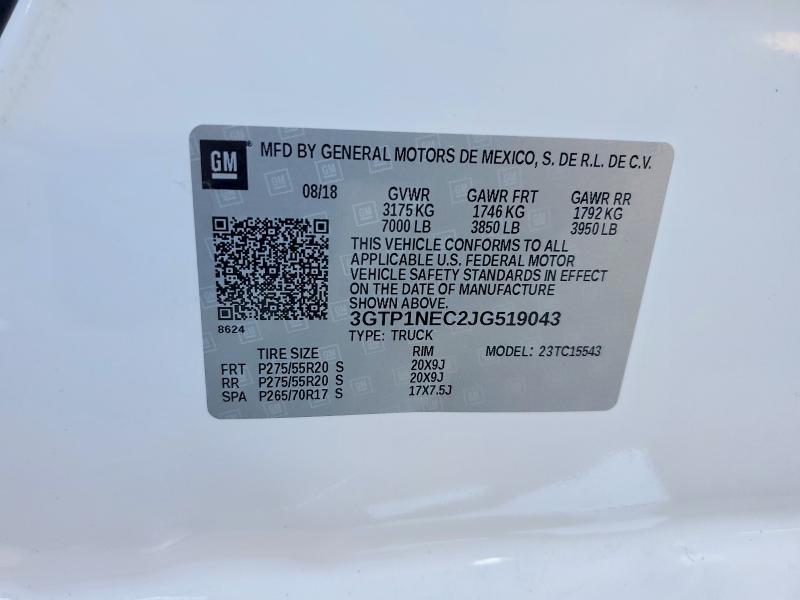 GM MFD BY GENERAL MOTORS DE MEXICO, S. DE R.L. DE C.V.
08/18 GVWR GAWR FRT GAWR RR
3175 KG 1746 KG 1792 KG
7000 LB 3850 LB 3950 LB
THIS VEHICLE CONFORMS TO ALL
APPLICABLE U.S. FEDERAL MOTOR
VEHICLE SAFETY STANDARDS IN EFFECT
ON THE DATE OF MANUFACTURE
SHOWN ABOVE.
8624 3GTP1NEC2JG519043
TYPE: TRUCK
TIRE SIZE RIM MODEL: 23TC15543
FRT P275/55R20 S 20X9J
RR P275/55R20 S 20X9J
SPA P265/70R17 S 17X7.5J